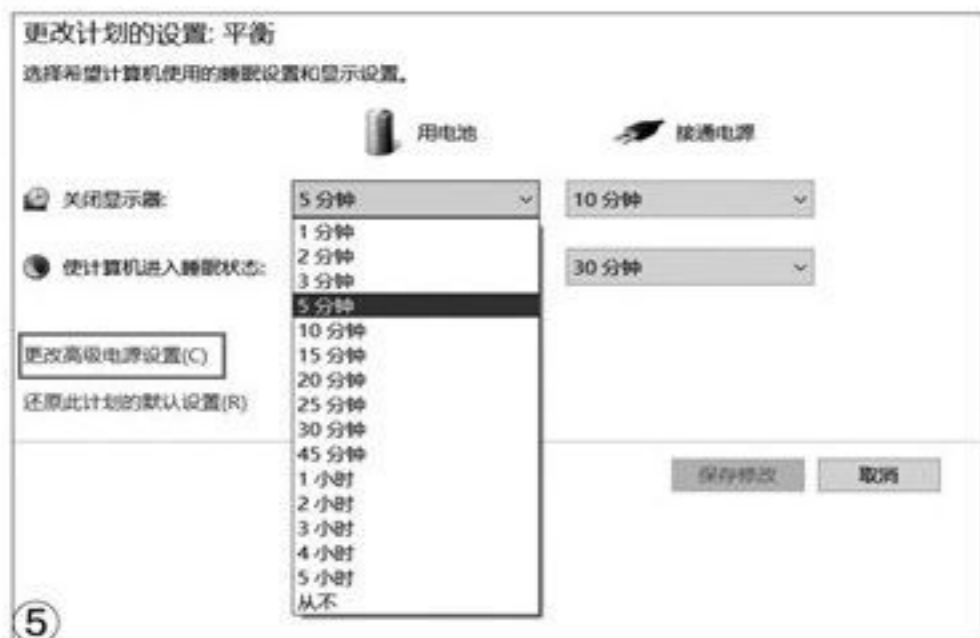 更改计划的设置: 平衡
选择希望计算机使用的睡眠设置和显示设置。
用电池 接通电源
关闭显示器: 5 分钟 10 分钟
1 分钟
2 分钟
使计算机进入睡眠状态: 30 分钟
3 分钟
5 分钟
10 分钟
更改高级电源设置(C)
15 分钟
20 分钟
还原此计划的默认设置(R)
25 分钟
30 分钟
45 分钟
1 小时
保存修改 取消
2 小时
3 小时
4 小时
5 小时
从不
⑤